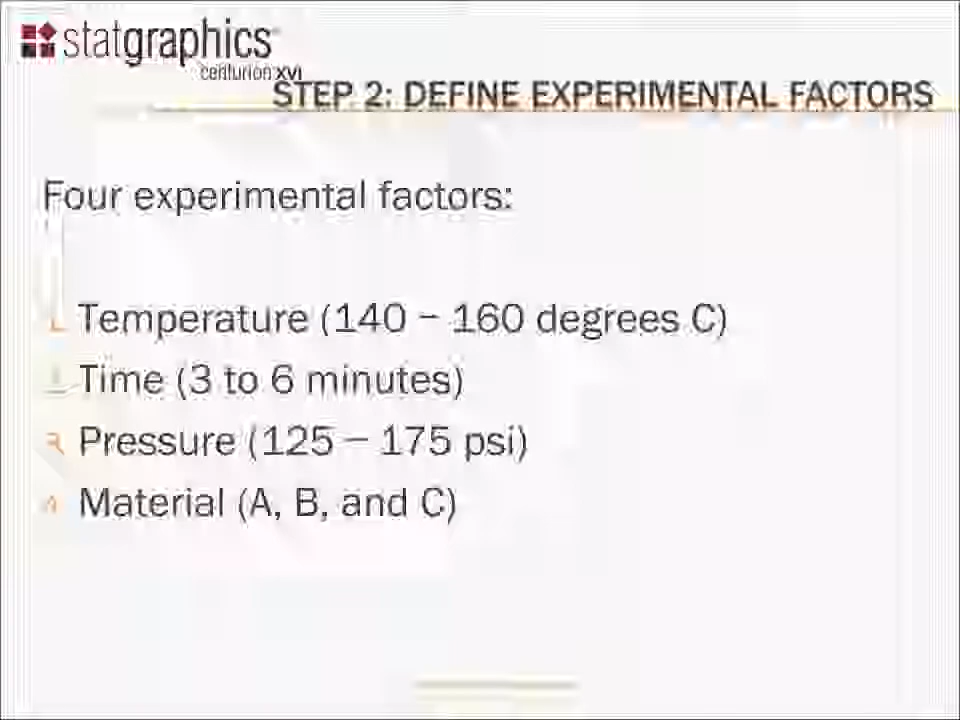 statgraphics
centurion XVI
STEP 2: DEFINE EXPERIMENTAL FACTORS
Four experimental factors:
Temperature (140 – 160 degrees C)
Time (3 to 6 minutes)
Pressure (125 – 175 psi)
Material (A, B, and C)